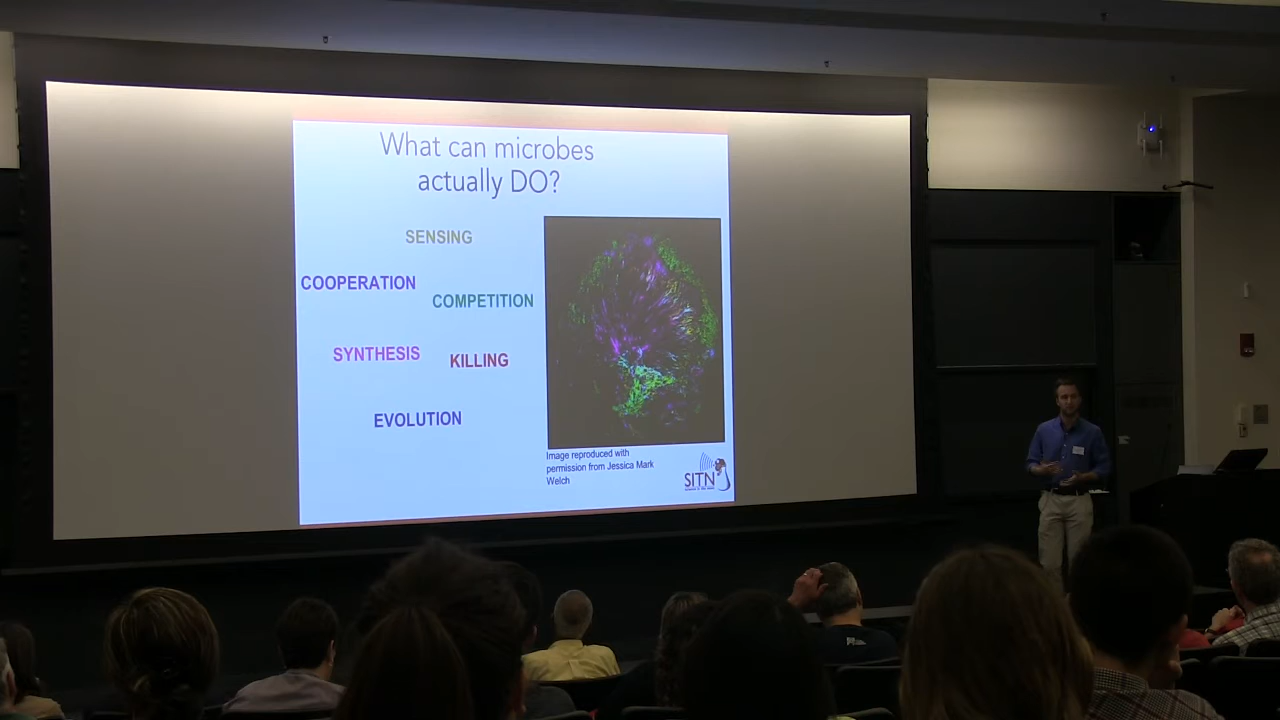 What can microbes
actually DO?
SENSING
COOPERATION
COMPETITION
SYNTHESIS
KILLING
EVOLUTION
Image reproduced with
permission from Jessica Mark
Welch
SITN